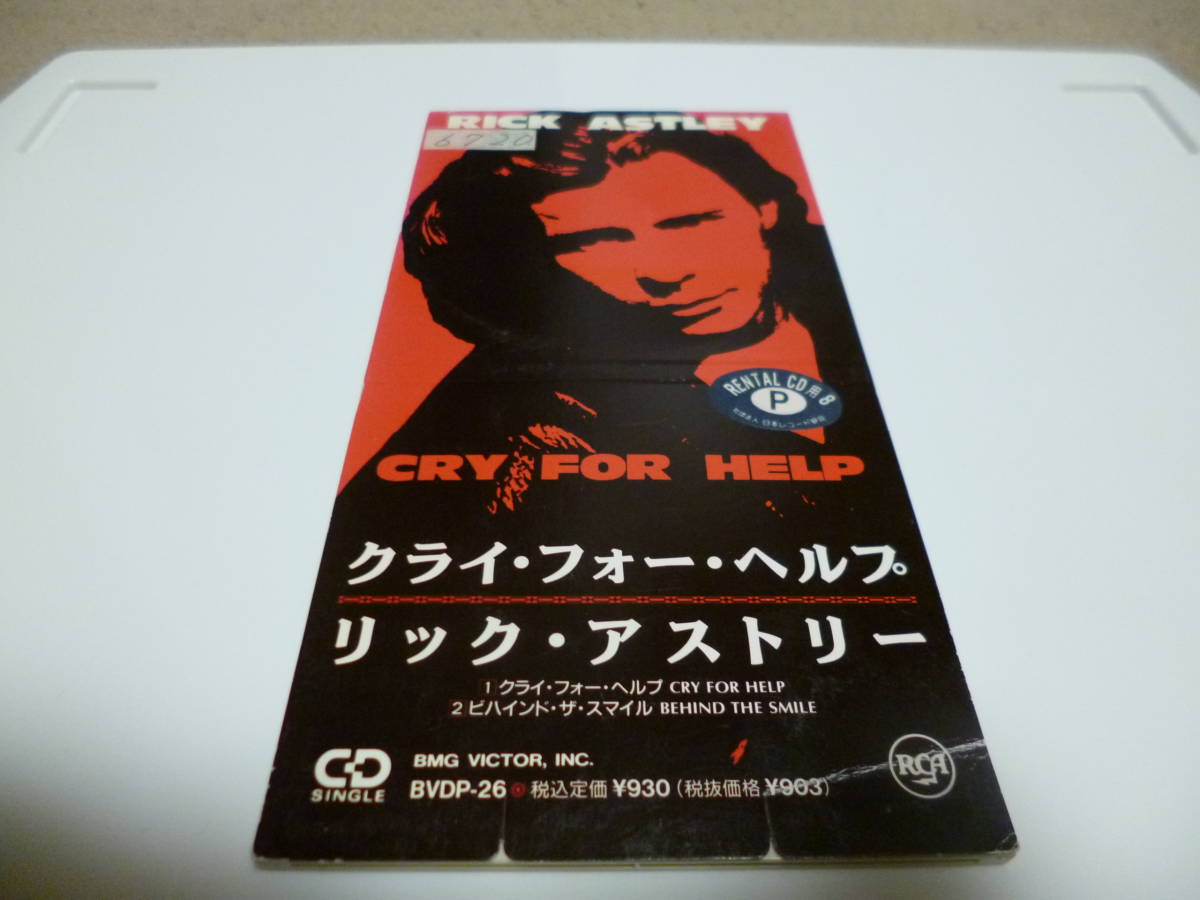 RICK ASTLEY
6720
RENTAL CD用 8
P
CRY FOR HELP
クライ・フォー・ヘルプ
リック・アストリー
1 クライ・フォー・ヘルプ CRY FOR HELP
2 ビハインド・ザ・スマイル BEHIND THE SMILE
CD
SINGLE
BMG VICTOR, INC.
BVDP-26 税込定価 ¥930 (税抜価格 ¥903)
RCA